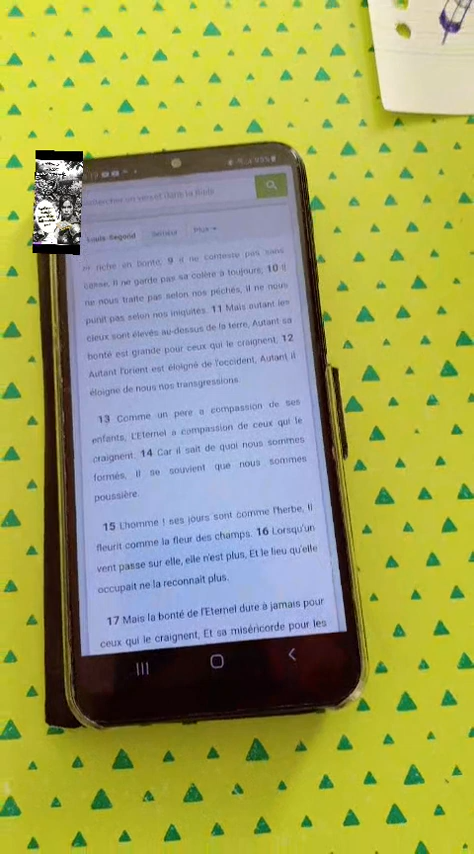 chercher un verset dans la Bible
Louis-Segond Semeur Plus
et riche en bonté; 9 Il ne conteste pas sans
cesse, Il ne garde pas sa colère à toujours; 10 Il
ne nous traite pas selon nos péchés, Il ne nous
punit pas selon nos iniquités. 11 Mais autant les
cieux sont élevés au-dessus de la terre, Autant sa
bonté est grande pour ceux qui le craignent; 12
Autant l'orient est éloigné de l'occident, Autant il
éloigne de nous nos transgressions.
13 Comme un père a compassion de ses
enfants, L'Eternel a compassion de ceux qui le
craignent. 14 Car il sait de quoi nous sommes
formés, Il se souvient que nous sommes
poussière.
15 L'homme ! ses jours sont comme l'herbe, Il
fleurit comme la fleur des champs. 16 Lorsqu'un
vent passe sur elle, elle n'est plus, Et le lieu qu'elle
occupait ne la reconnaît plus.
17 Mais la bonté de l'Eternel dure à jamais pour
ceux qui le craignent, Et sa miséricorde pour les